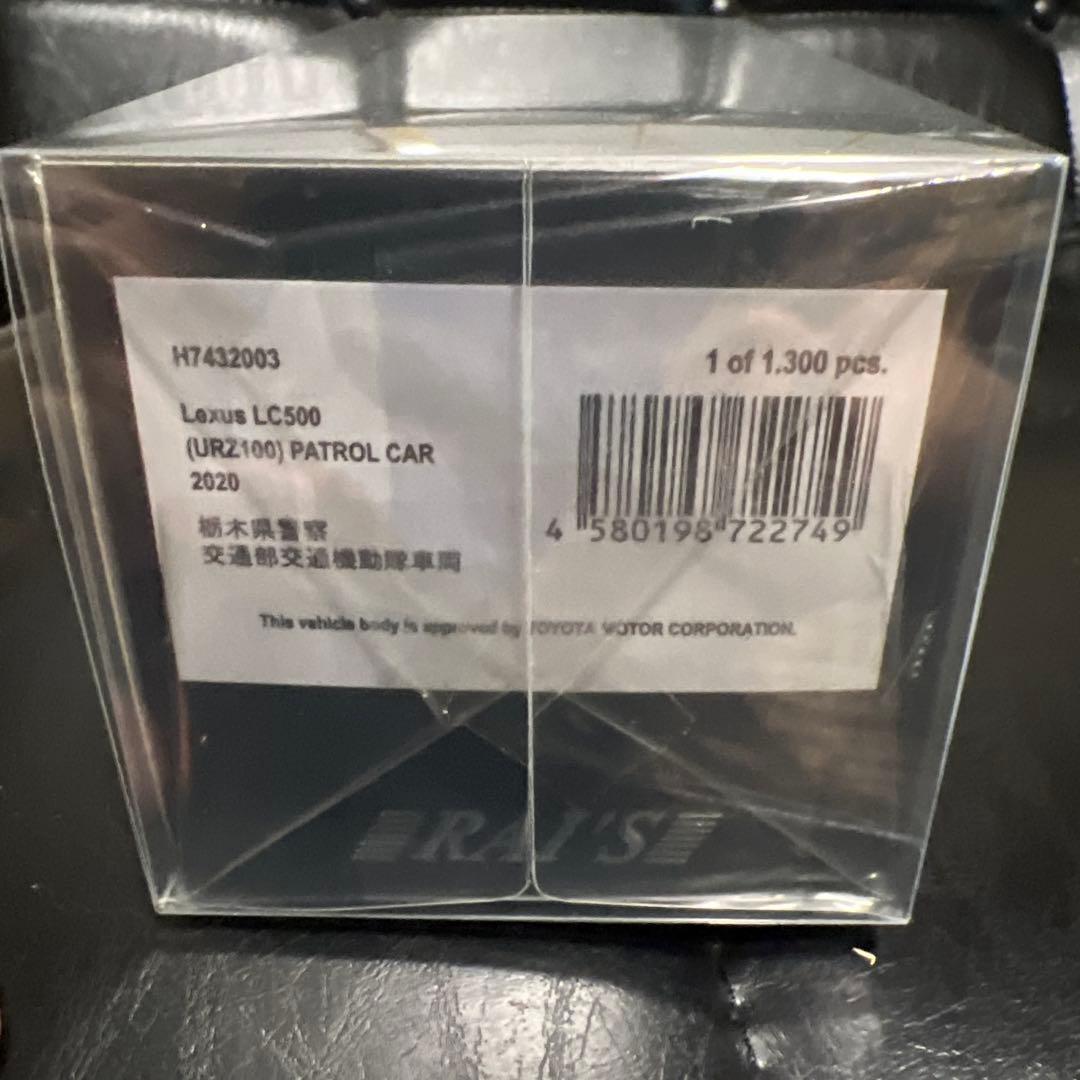 H7432003
1 of 1.300 pcs.
Lexus LC500
(URZ100) PATROL CAR
2020
栃木県警察
交通部交通機動隊車両
4 580198 722749
This vehicle body is approved by TOYOTA MOTOR CORPORATION.
RAI'S